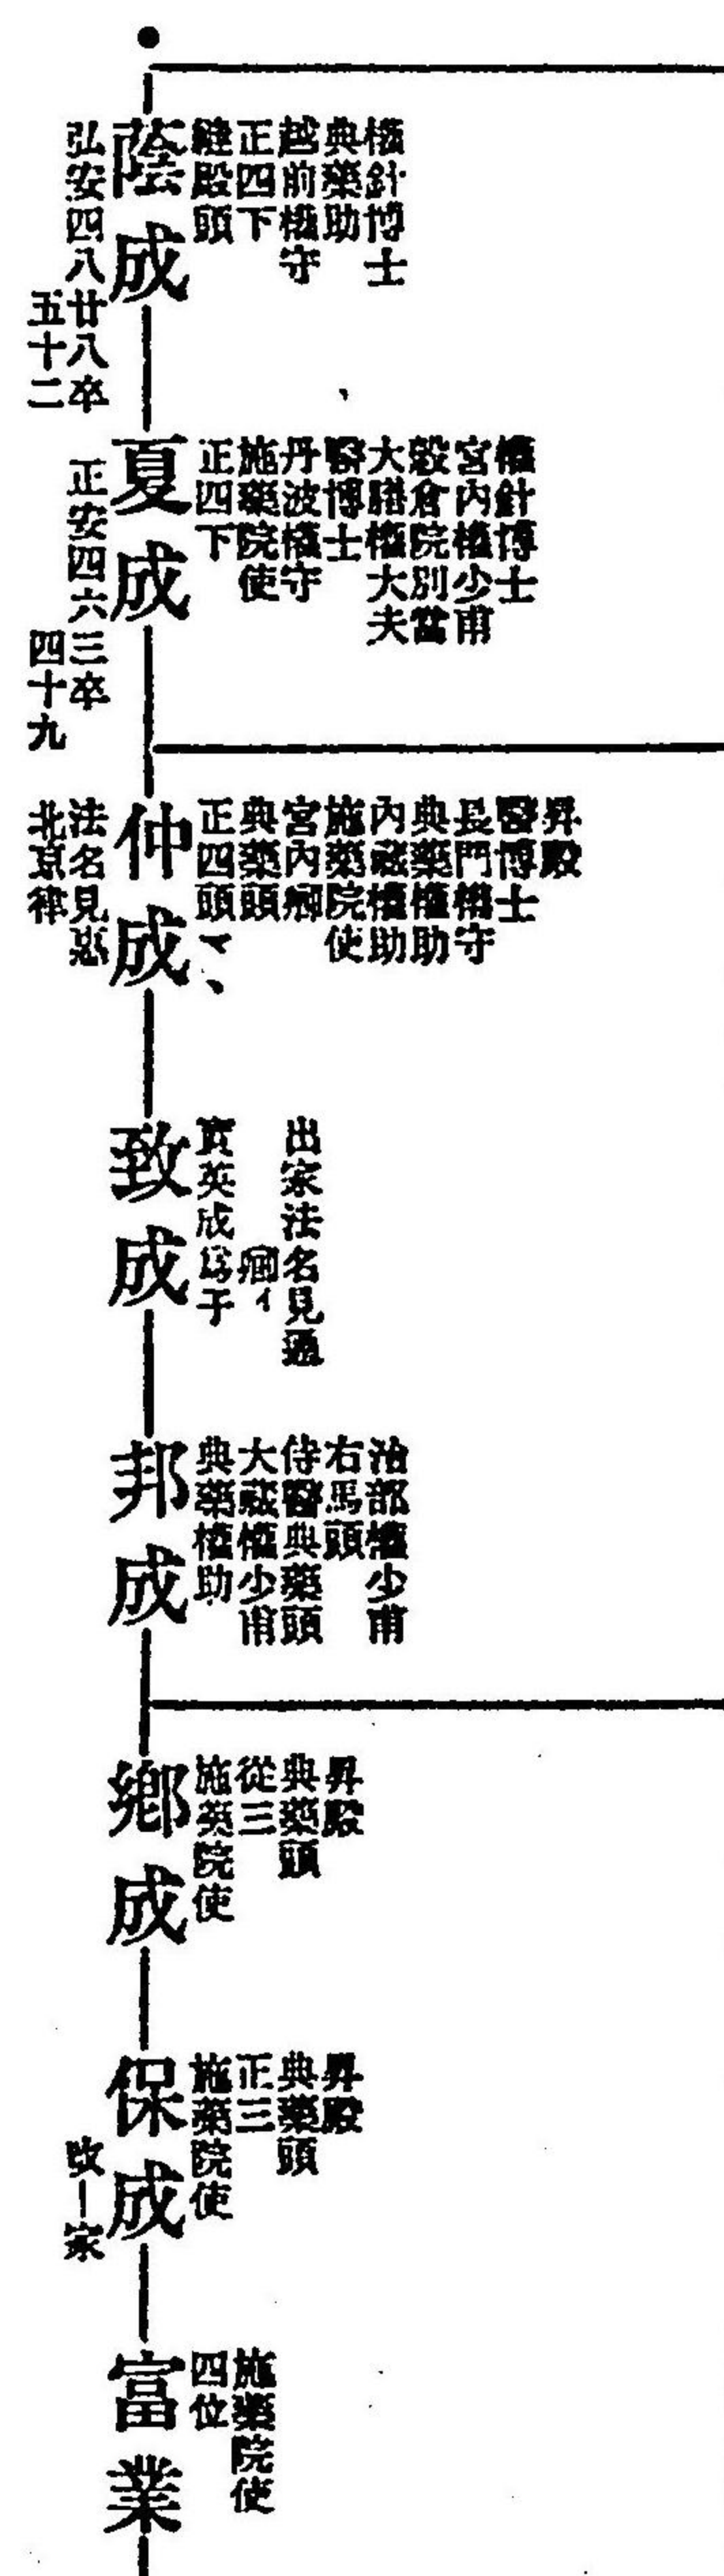 陰成
權針博士
典藥助
越前權守
正四下
縫殿頭
弘安四八廿八卒
五十二
夏成
權針博士
宮內權少甫
穀倉院別當
大膳權大夫
醫博士
丹波權守
施藥院使
正四下
正安四六三卒
四十九
仲成
昇殿
醫博士
長門權守
典藥權助
內藏權助
施藥院使
宮內卿
典藥頭
正四頭
法名見惠
北京律
致成
出家法名見通
實英成爲子
邦成
治部權少甫
右馬頭
侍醫典藥頭
大藏權少甫
典藥權助
鄉成
昇殿
典藥頭
從三
施藥院使
保成
昇殿
典藥頭
正三
施藥院使
改ー家
富業
施藥院使
四位